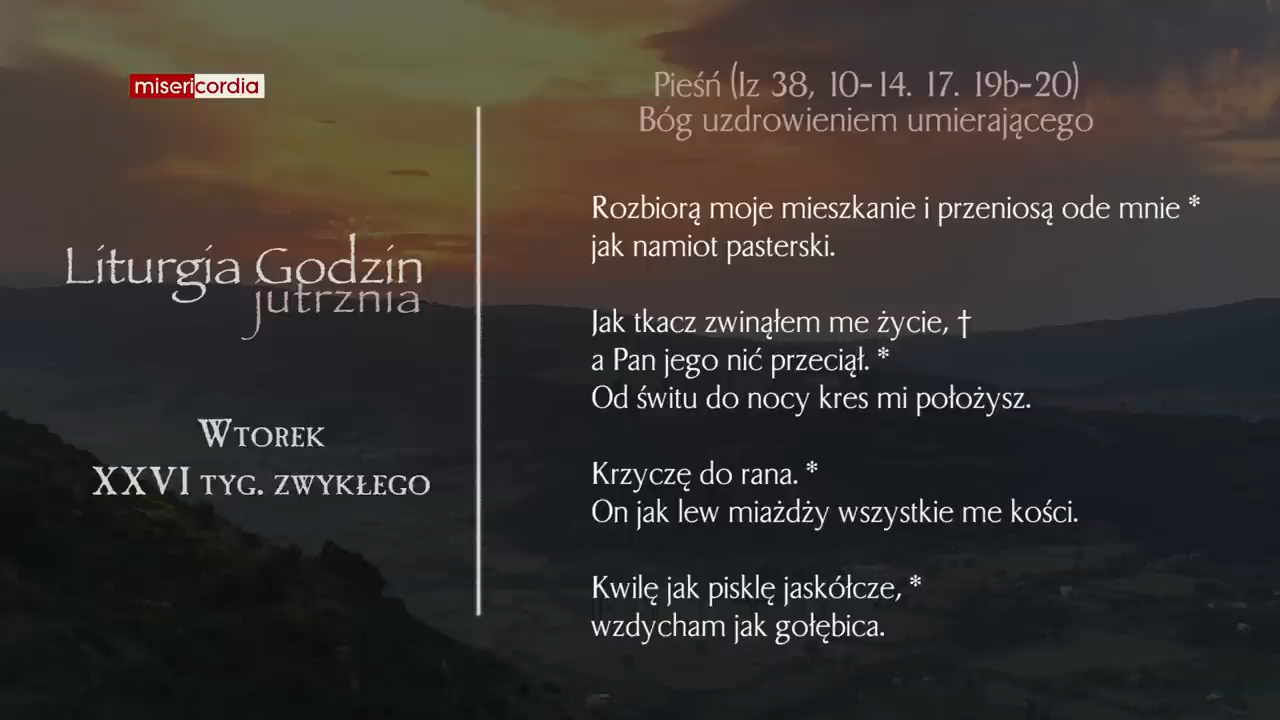 misericordia
Liturgia Godzin
jutrznia
Wtorek
XXVI tyg. zwykłego
Pieśń (Iz 38, 10-14. 17. 19b-20)
Bóg uzdrowieniem umierającego
Rozbiorą moje mieszkanie i przeniosą ode mnie *
jak namiot pasterski.
Jak tkacz zwinąłem me życie, †
a Pan jego nić przeciął. *
Od świtu do nocy kres mi położysz.
Krzyczę do rana. *
On jak lew miażdży wszystkie me kości.
Kwilę jak pisklę jaskółcze, *
wzdycham jak gołębica.